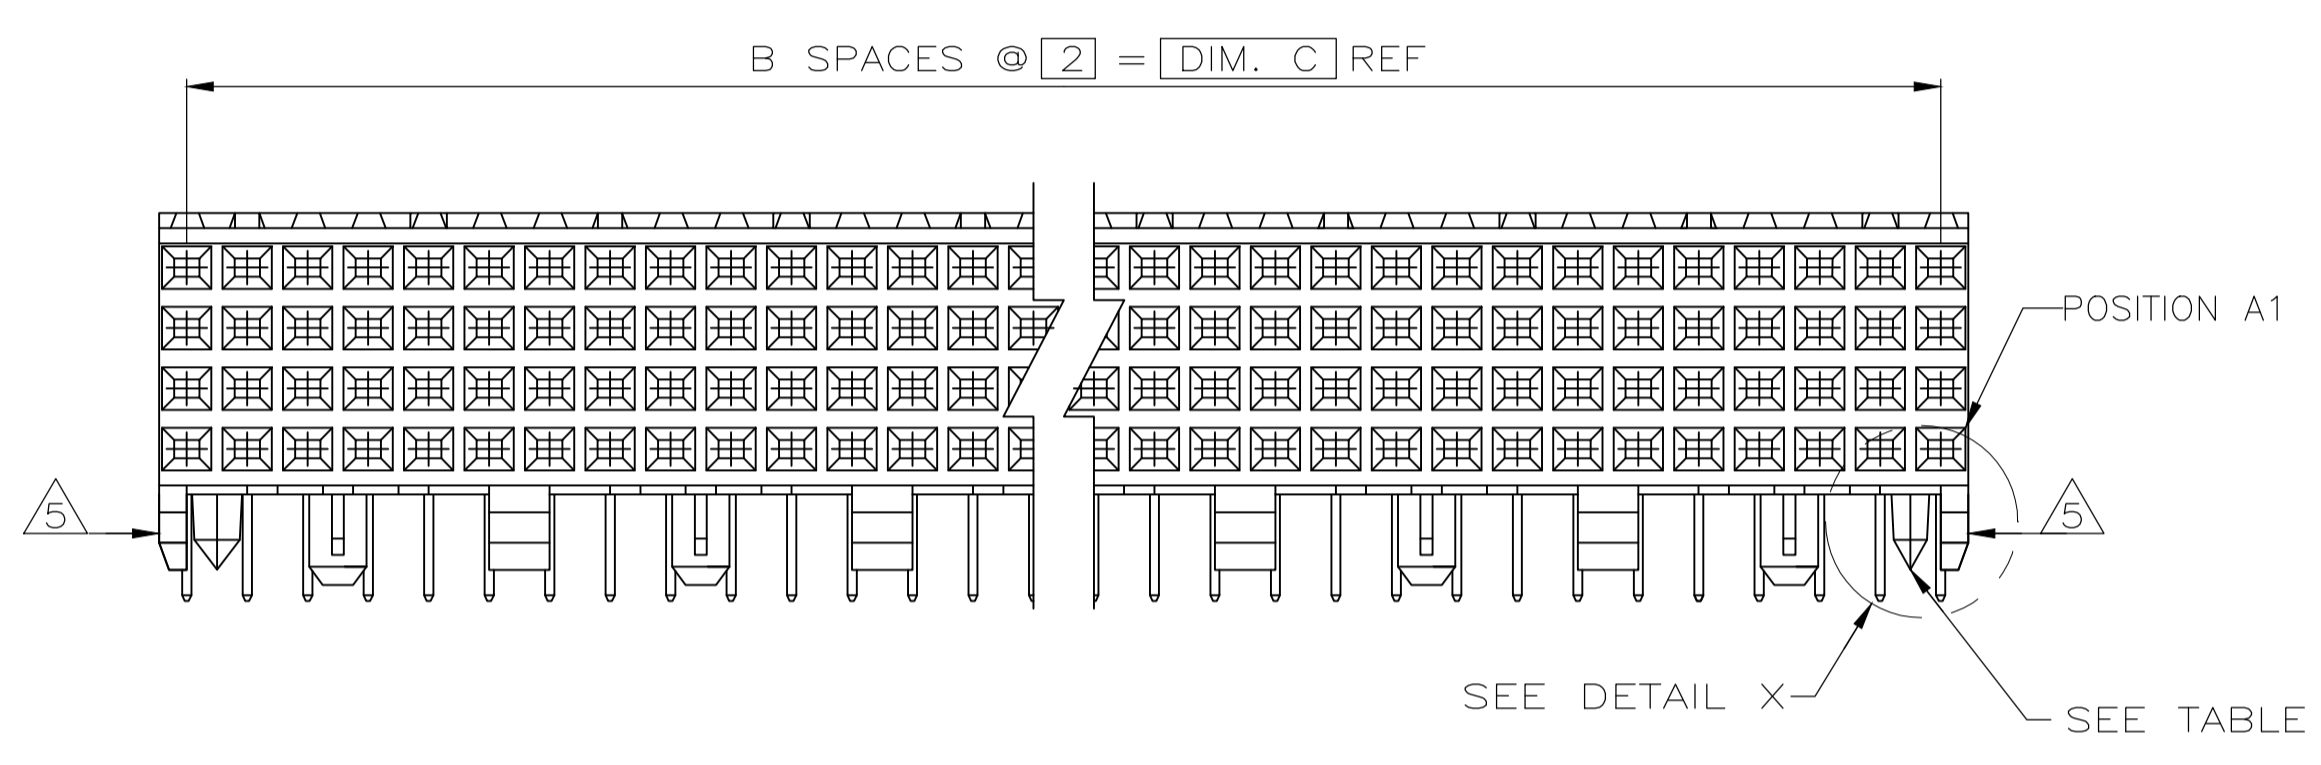 B SPACES @ 2 = DIM. C REF
POSITION A1
5
5
SEE DETAIL X
SEE TABLE